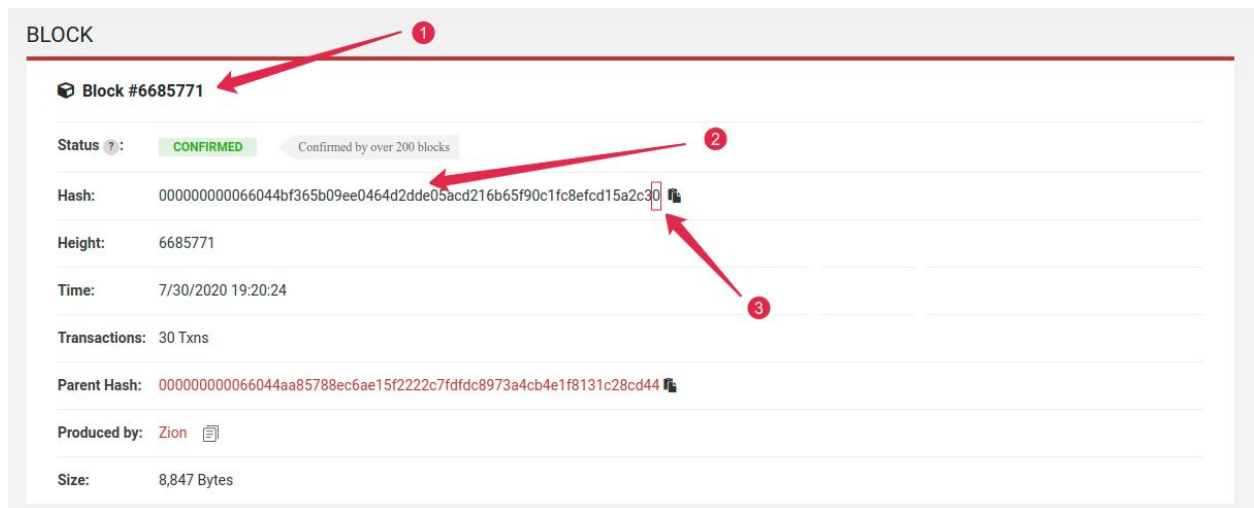 BLOCK
1
Block #6685771
Status ?: CONFIRMED Confirmed by over 200 blocks
2
Hash: 000000000066044bf365b09ee0464d2dde05acd216b65f90c1fc8efcd15a2c30
Height: 6685771
Time: 7/30/2020 19:20:24
3
Transactions: 30 Txns
Parent Hash: 000000000066044aa85788ec6ae15f2222c7fdfdc8973a4cb4e1f8131c28cd44
Produced by: Zion
Size: 8,847 Bytes